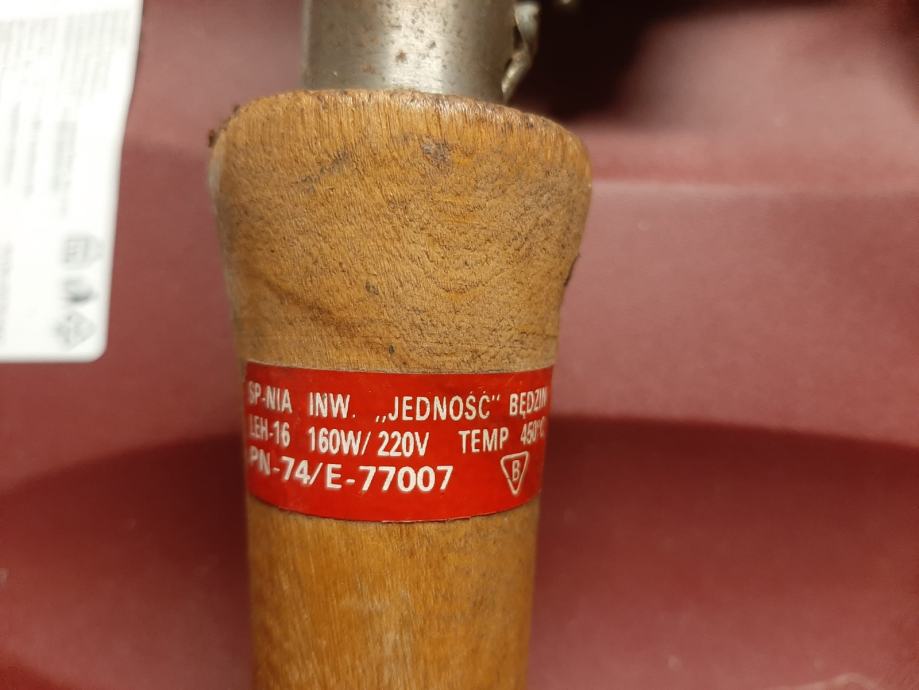 SP-NIA INW. „JEDNOŚĆ" BĘDZIN
LEH-16 160W/220V TEMP 450°C
PN-74/E-77007 B